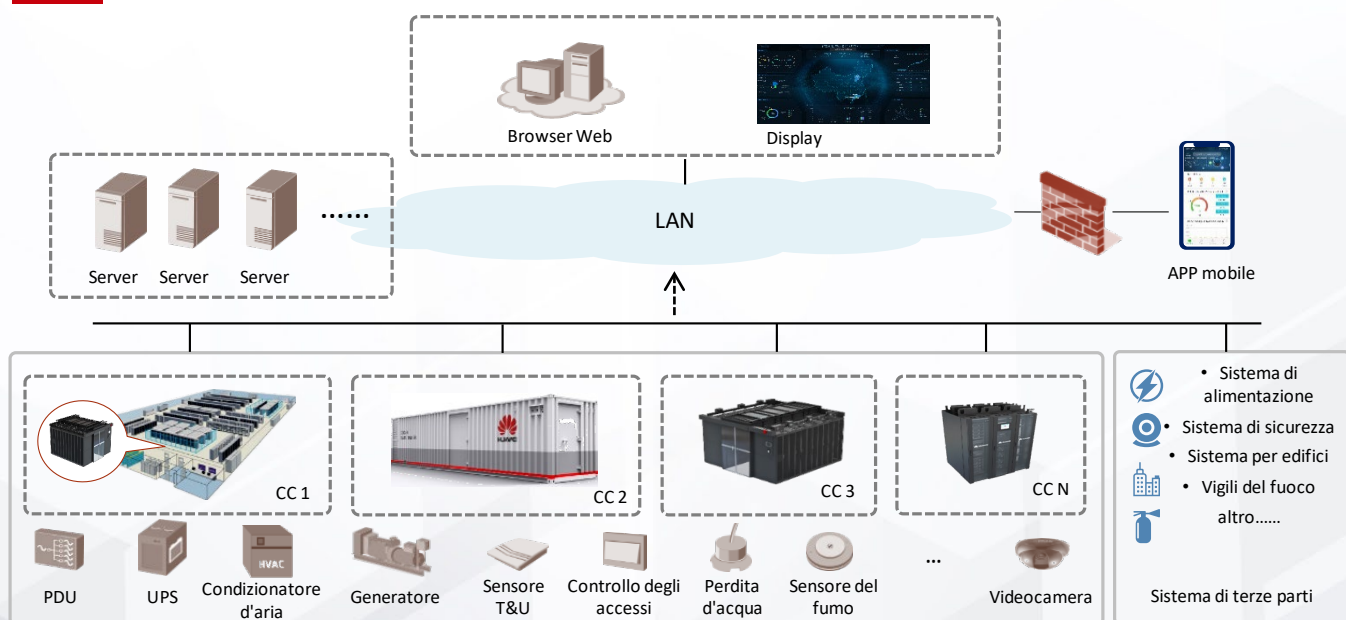 Browser Web
Display
LAN
......
Server
Server
Server
APP mobile
CC 1
HUAWEI
CC 2
CC 3
CC N
• Sistema di
alimentazione
• Sistema di sicurezza
• Sistema per edifici
• Vigili del fuoco
altro......
HVAC
...
PDU
UPS
Condizionatore
d'aria
Generatore
Sensore
T&U
Controllo degli
accessi
Perdita
d'acqua
Sensore del
fumo
Videocamera
Sistema di terze parti